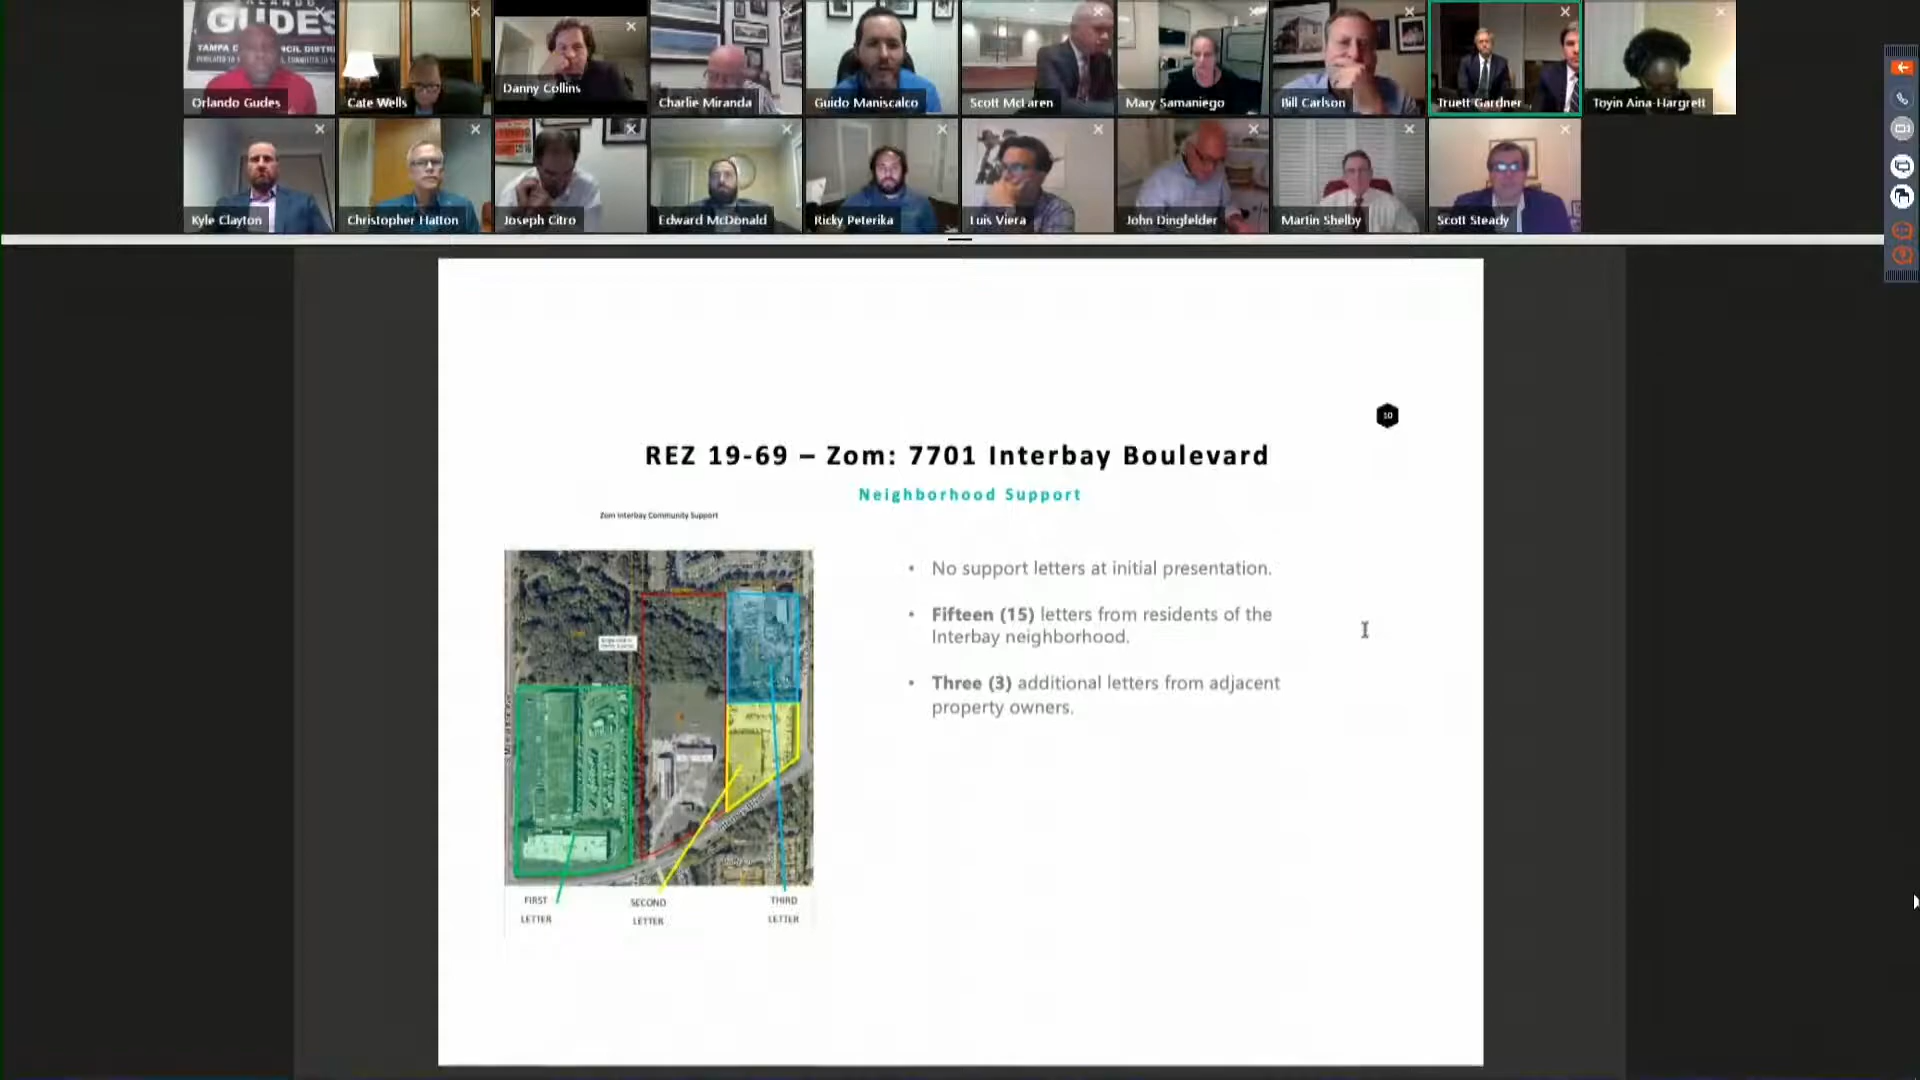 GUDES
Orlando Gudes
Cate Wells
Danny Collins
Charlie Miranda
Guido Maniscalco
Scott McLaren
Mary Samaniego
Bill Carlson
Truett Gardner
Toyin Aina-Hargrett
Kyle Clayton
Christopher Hatton
Joseph Citro
Edward McDonald
Ricky Peterika
Luis Viera
John Dingfelder
Martin Shelby
Scott Steady
10
REZ 19-69 – Zom: 7701 Interbay Boulevard
Neighborhood Support
Zom Interbay Community Support
• No support letters at initial presentation.
• Fifteen (15) letters from residents of the
Interbay neighborhood.
• Three (3) additional letters from adjacent
property owners.
FIRST
LETTER
SECOND
LETTER
THIRD
LETTER